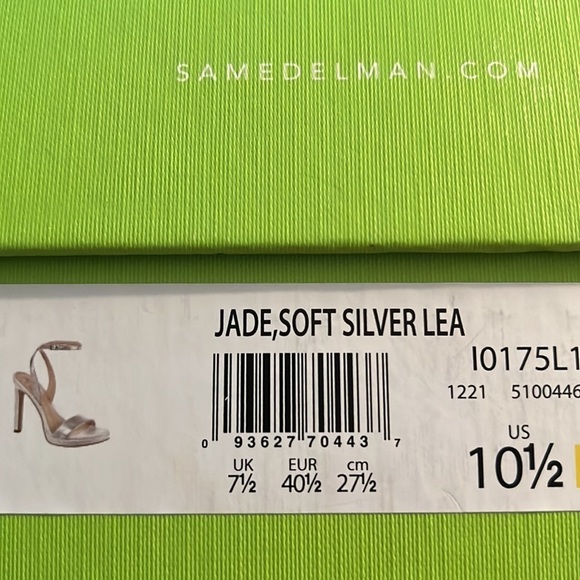 SAMEDELMAN.COM
JADE,SOFT SILVER LEA
I0175L1
1221 5100446
0 93627 70443 7
US
10½
UK EUR cm
7½ 40½ 27½